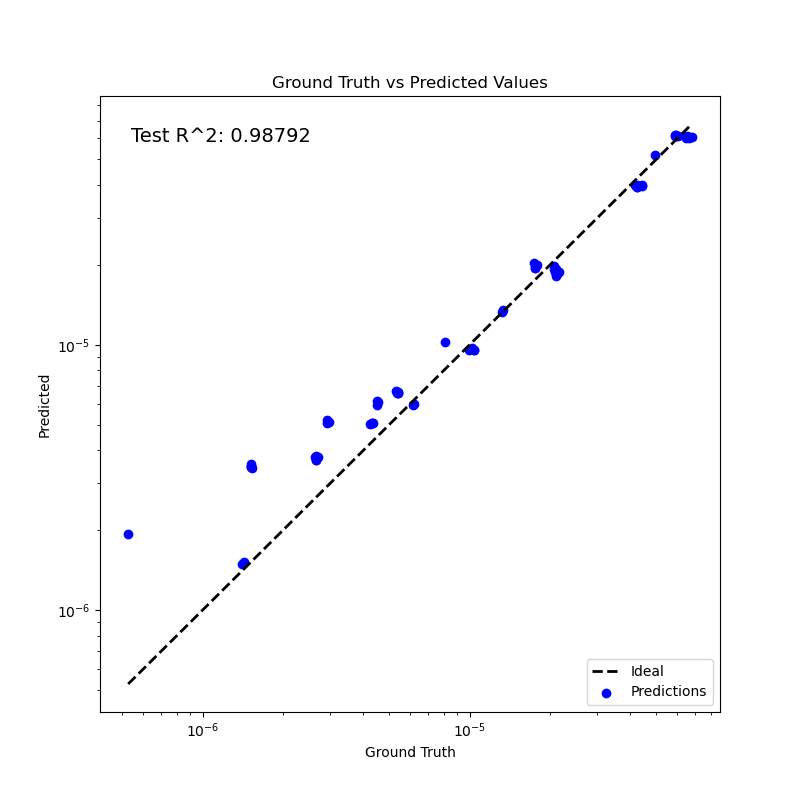 Ground Truth vs Predicted Values
Test R^2: 0.98792
Predicted
10⁻⁵
10⁻⁶
10⁻⁶
10⁻⁵
Ground Truth
Ideal
Predictions